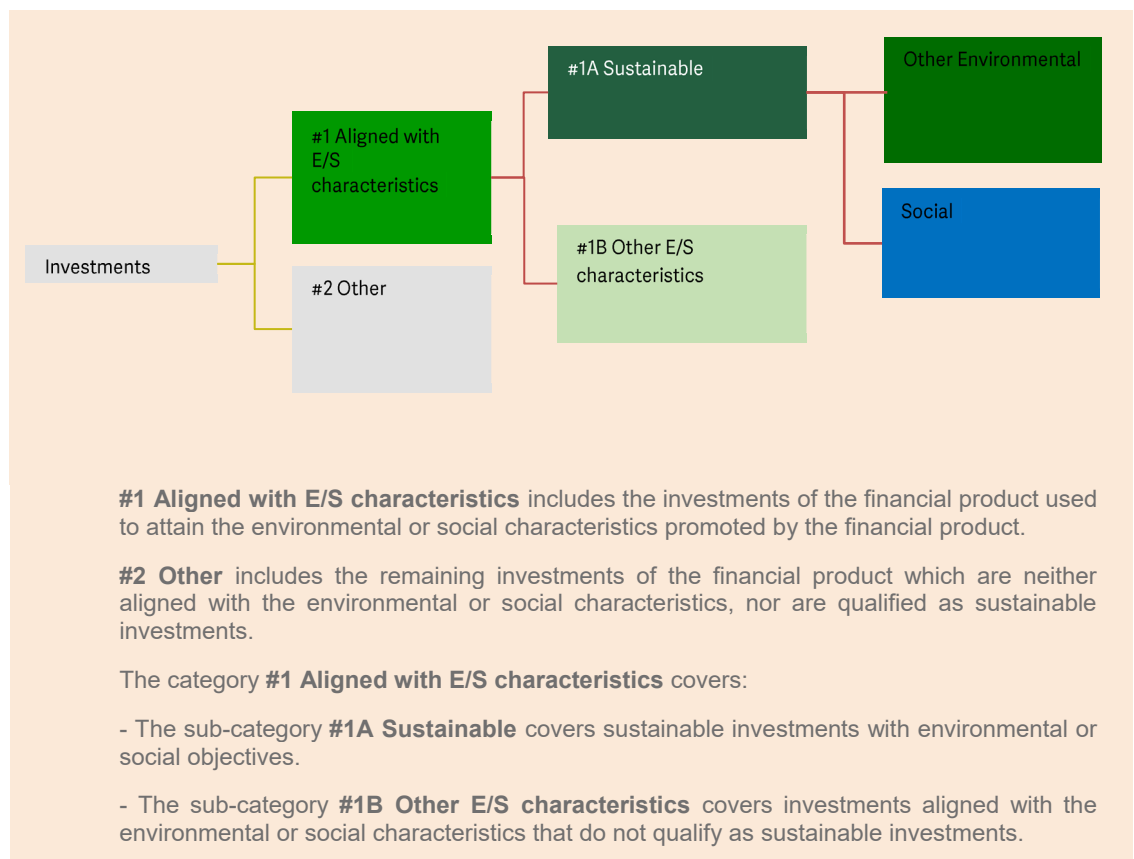 #1A Sustainable
Other Environmental
#1 Aligned with
E/S
characteristics
Social
#1B Other E/S
characteristics
Investments
#2 Other
#1 Aligned with E/S characteristics includes the investments of the financial product used
to attain the environmental or social characteristics promoted by the financial product.
#2 Other includes the remaining investments of the financial product which are neither
aligned with the environmental or social characteristics, nor are qualified as sustainable
investments.
The category #1 Aligned with E/S characteristics covers:
- The sub-category #1A Sustainable covers sustainable investments with environmental or
social objectives.
- The sub-category #1B Other E/S characteristics covers investments aligned with the
environmental or social characteristics that do not qualify as sustainable investments.